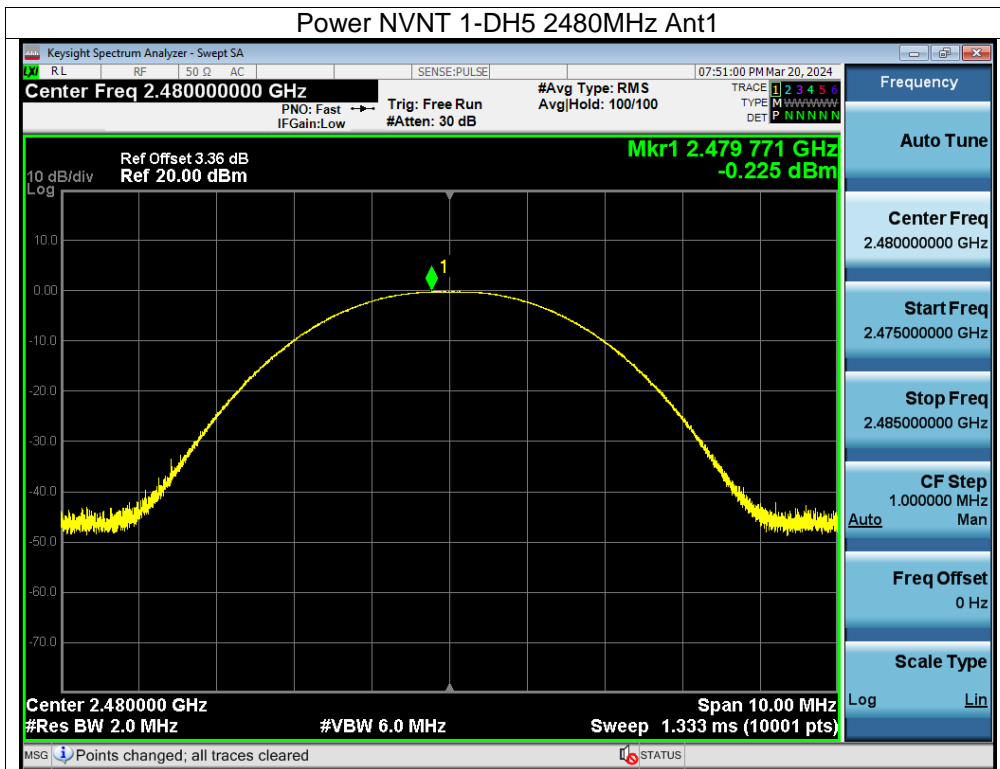 Power NVNT 1-DH5 2480MHz Ant1
Keysight Spectrum Analyzer - Swept SA
LXI RL RF 50 Ω AC SENSE:PULSE 07:51:00 PM Mar 20, 2024
Center Freq 2.480000000 GHz
PNO: Fast
IFGain:Low
Trig: Free Run
#Atten: 30 dB
#Avg Type: RMS
Avg|Hold: 100/100
TRACE 1 2 3 4 5 6
TYPE M W W W W W
DET P N N N N N
Mkr1 2.479 771 GHz
-0.225 dBm
Ref Offset 3.36 dB
10 dB/div Ref 20.00 dBm
Log
10.0
0.00
-10.0
-20.0
-30.0
-40.0
-50.0
-60.0
-70.0
1
Center 2.480000 GHz Span 10.00 MHz
#Res BW 2.0 MHz #VBW 6.0 MHz Sweep 1.333 ms (10001 pts)
MSG Points changed; all traces cleared STATUS
Frequency
Auto Tune
Center Freq
2.480000000 GHz
Start Freq
2.475000000 GHz
Stop Freq
2.485000000 GHz
CF Step
1.000000 MHz
Auto Man
Freq Offset
0 Hz
Scale Type
Log Lin